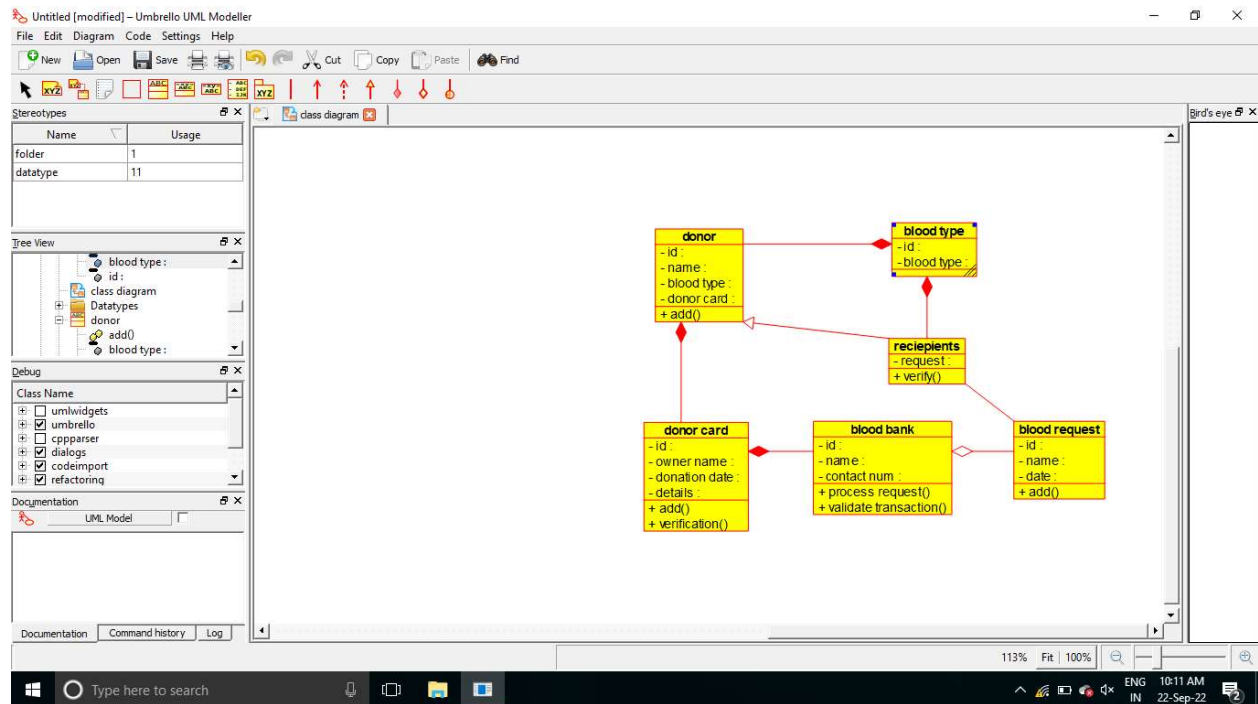 Untitled [modified] – Umbrello UML Modeller
File Edit Diagram Code Settings Help
New Open Save Cut Copy Paste Find
Stereotypes
Name Usage
folder 1
datatype 11
Tree View
blood type :
id :
class diagram
Datatypes
donor
add()
blood type :
Debug
Class Name
umlwidgets
umbrello
cppparser
dialogs
codeimport
refactoring
Documentation
UML Model
Documentation Command history Log
class diagram
donor
- id :
- name :
- blood type :
- donor card :
+ add()
blood type
- id :
- blood type :
reciepients
- request :
+ verify()
donor card
- id :
- owner name :
- donation date :
- details :
+ add()
+ verification()
blood bank
- id :
- name :
- contact num :
+ process request()
+ validate transaction()
blood request
- id :
- name :
- date :
+ add()
Bird's eye
113% Fit 100%
Type here to search
ENG
IN
10:11 AM
22-Sep-22
2